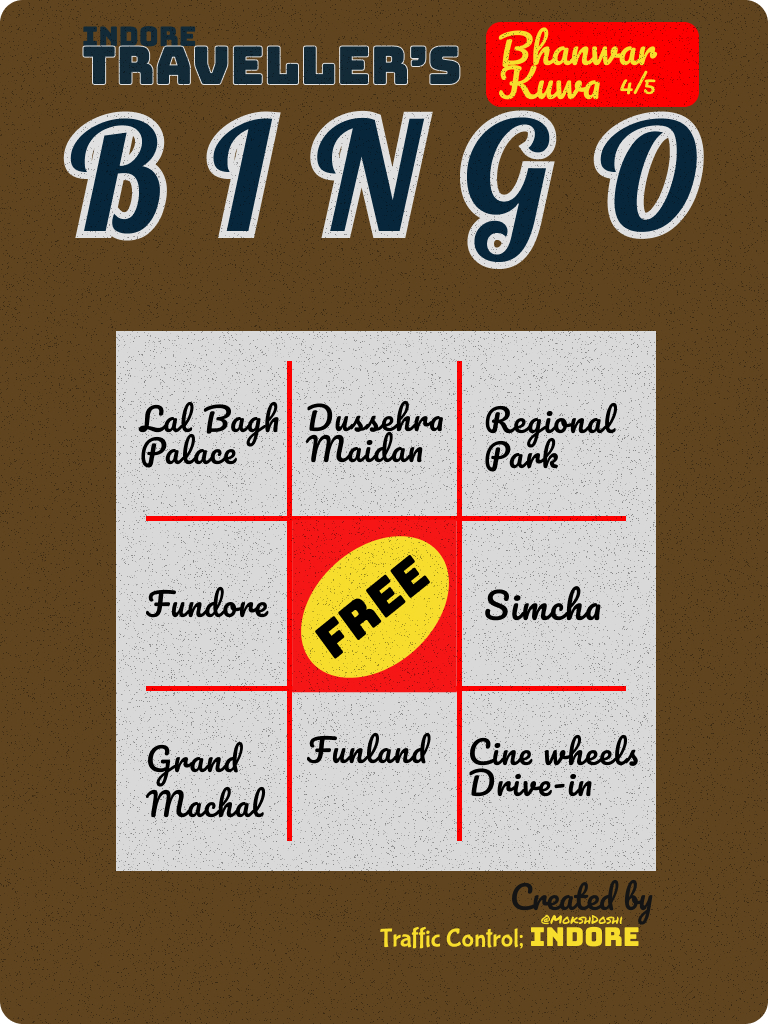 INDORE
TRAVELLER'S
Bhanwar
Kuwa 4/5
BINGO
Lal Bagh
Palace
Dussehra
Maidan
Regional
Park
Fundore
FREE
Simcha
Grand
Machal
Funland
Cine wheels
Drive-in
Created by
@MokshDoshi
Traffic Control; INDORE